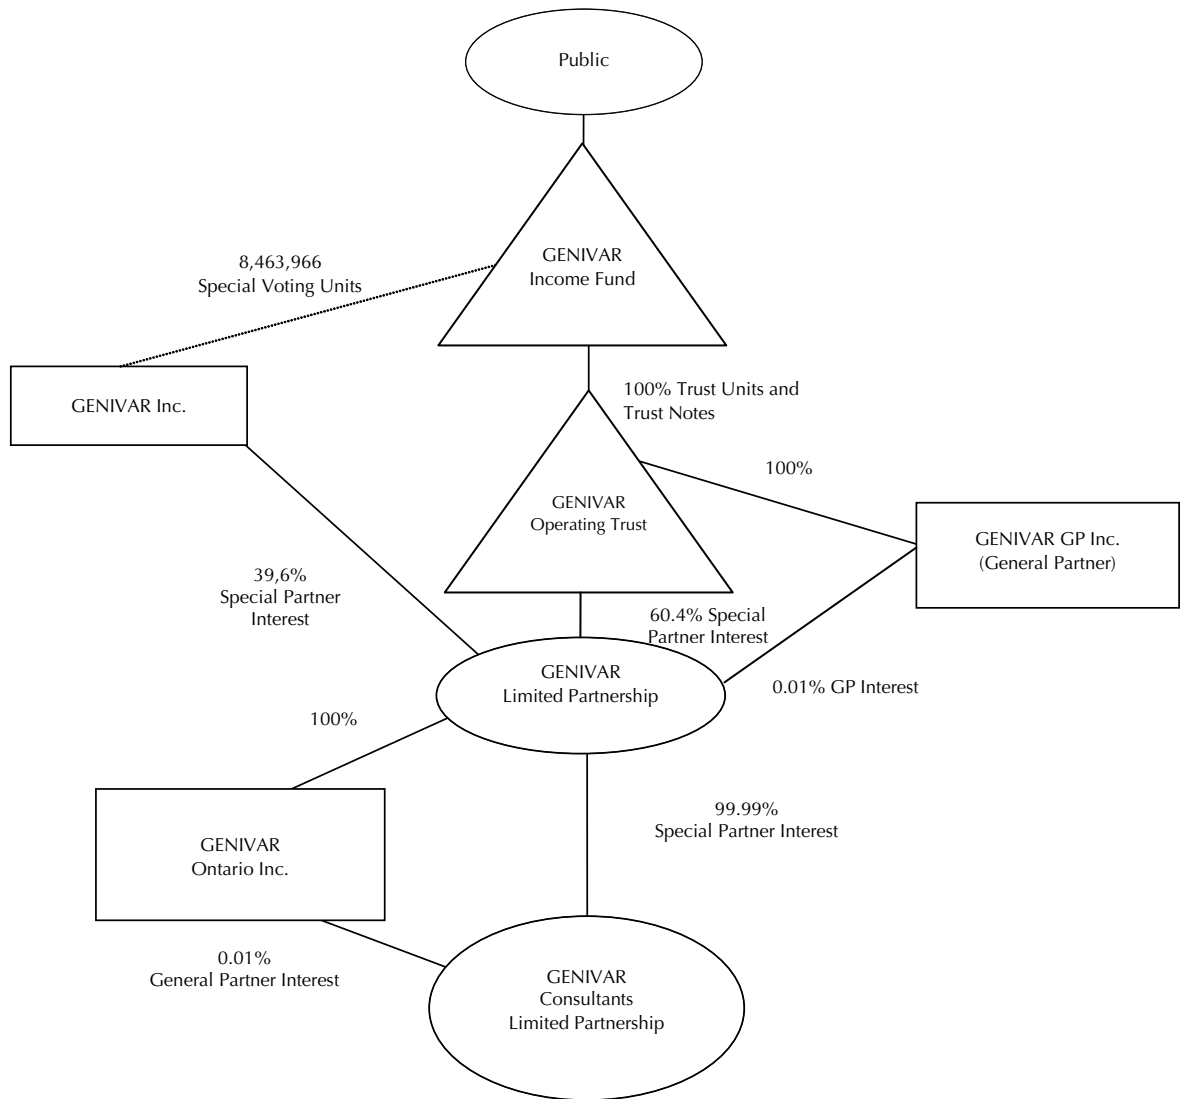 Public
GENIVAR
Income Fund
8,463,966
Special Voting Units
GENIVAR Inc.
100% Trust Units and
Trust Notes
100%
GENIVAR
Operating Trust
GENIVAR GP Inc.
(General Partner)
39,6%
Special Partner
Interest
60.4% Special
Partner Interest
GENIVAR
Limited Partnership
0.01% GP Interest
100%
99.99%
Special Partner Interest
GENIVAR
Ontario Inc.
0.01%
General Partner Interest
GENIVAR
Consultants
Limited Partnership